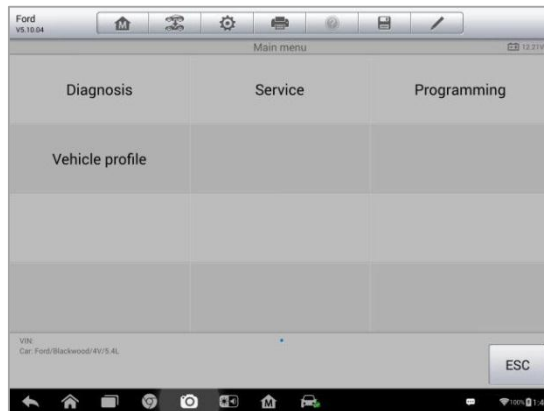 Ford
V5.10.04
Main menu
12.21V
Diagnosis
Service
Programming
Vehicle profile
VIN:
Car: Ford/Blackwood/4V/5.4L
ESC
100%